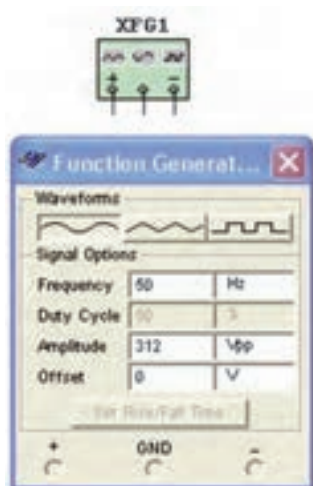 XFG1
+ -
Function Generat...
Waveforms
Signal Options
Frequency 50 Hz
Duty Cycle 50 %
Amplitude 312 Vpp
Offset 0 V
Set Rise/Fall Time
+ GND -